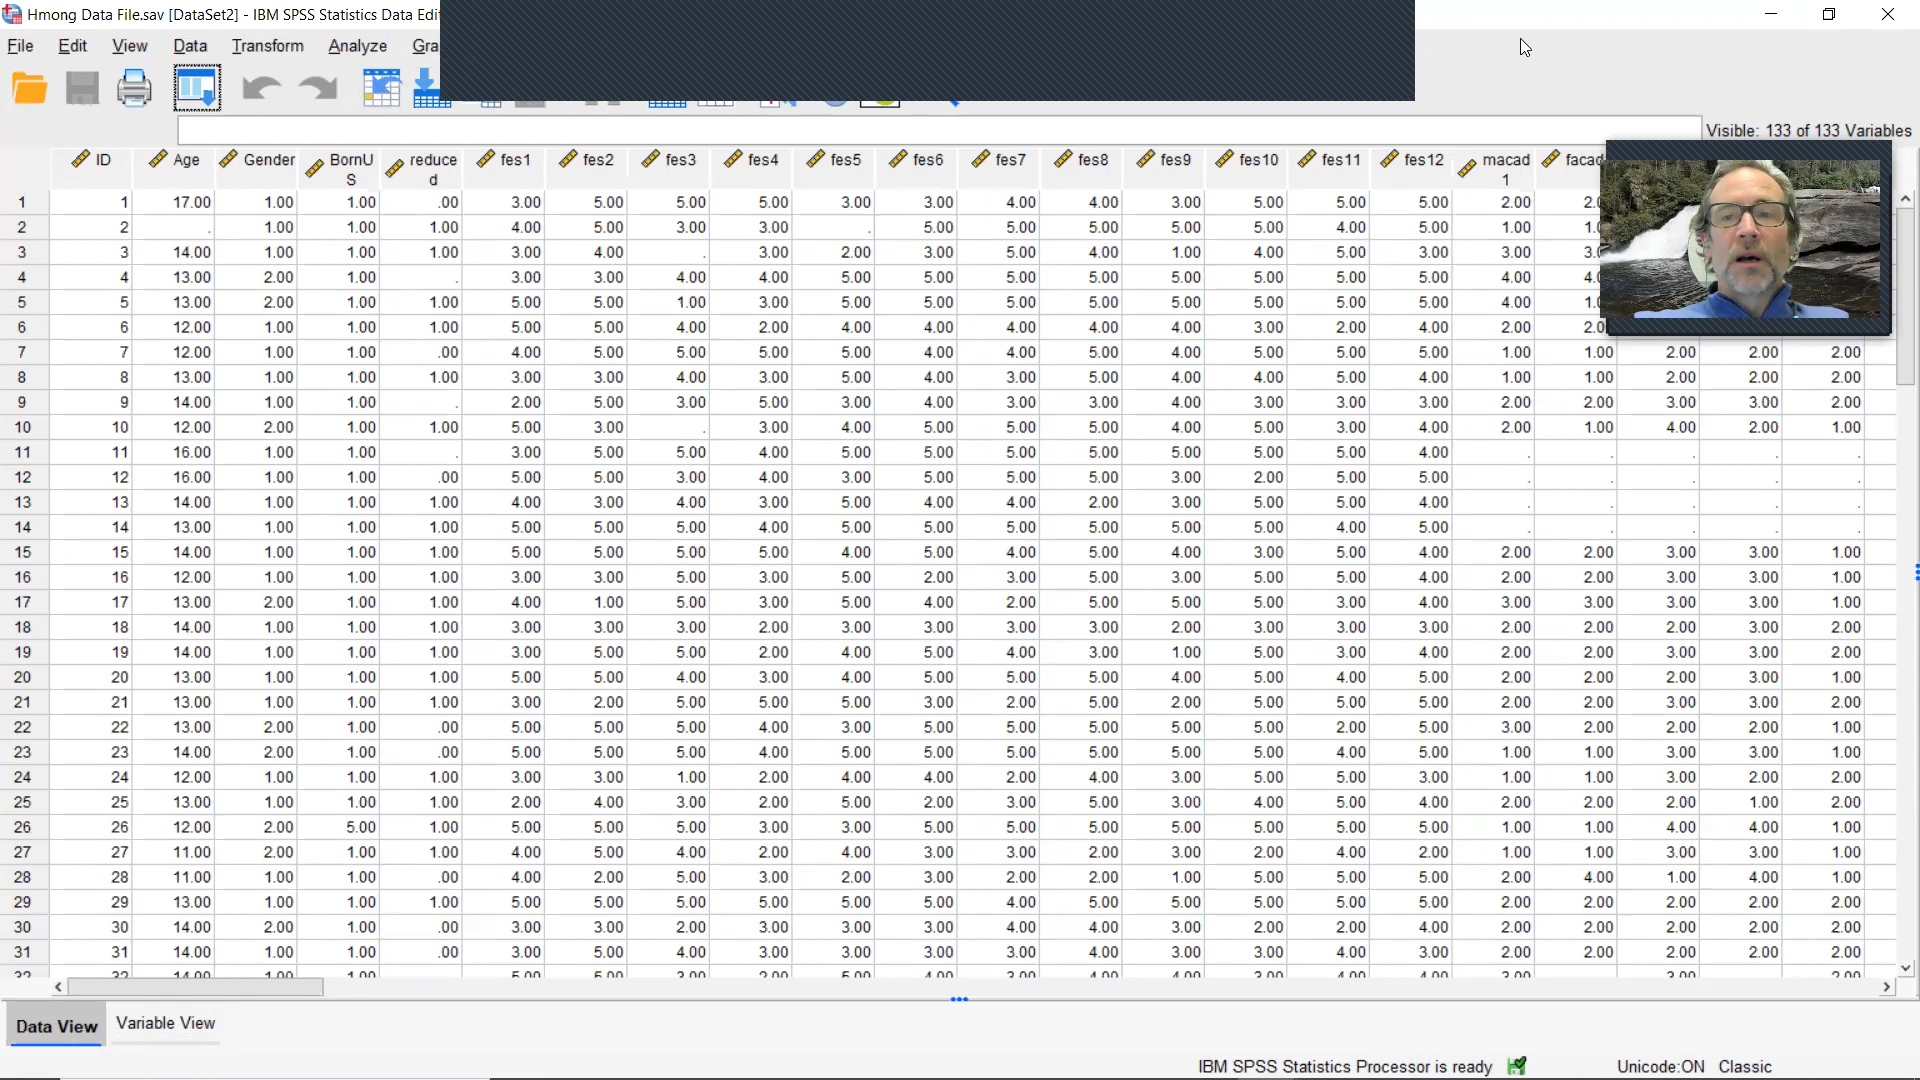 Hmong Data File.sav [DataSet2] - IBM SPSS Statistics Data Edi
File Edit View Data Transform Analyze Gra
Visible: 133 of 133 Variables
ID Age Gender BornUS reduced fes1 fes2 fes3 fes4 fes5 fes6 fes7 fes8 fes9 fes10 fes11 fes12 macad1 facad
1 1 17.00 1.00 1.00 .00 3.00 5.00 5.00 5.00 3.00 3.00 4.00 4.00 3.00 5.00 5.00 5.00 2.00 2.0
2 2 . 1.00 1.00 1.00 4.00 5.00 3.00 3.00 . 5.00 5.00 5.00 5.00 5.00 4.00 5.00 1.00 1.0
3 3 14.00 1.00 1.00 1.00 3.00 4.00 . 3.00 2.00 3.00 5.00 4.00 1.00 4.00 5.00 3.00 3.00 3.0
4 4 13.00 2.00 1.00 . 3.00 3.00 4.00 4.00 5.00 5.00 5.00 5.00 5.00 5.00 5.00 5.00 4.00 4.0
5 5 13.00 2.00 1.00 1.00 5.00 5.00 1.00 3.00 5.00 5.00 5.00 5.00 5.00 5.00 5.00 5.00 4.00 1.0
6 6 12.00 1.00 1.00 1.00 5.00 5.00 4.00 2.00 4.00 4.00 4.00 4.00 4.00 3.00 2.00 4.00 2.00 2.0
7 7 12.00 1.00 1.00 .00 4.00 5.00 5.00 5.00 5.00 4.00 4.00 5.00 4.00 5.00 5.00 5.00 1.00 1.00 2.00 2.00 2.00
8 8 13.00 1.00 1.00 1.00 3.00 3.00 4.00 3.00 5.00 4.00 3.00 5.00 4.00 4.00 5.00 4.00 1.00 1.00 2.00 2.00 2.00
9 9 14.00 1.00 1.00 . 2.00 5.00 3.00 5.00 3.00 4.00 3.00 3.00 4.00 3.00 3.00 3.00 2.00 2.00 3.00 3.00 2.00
10 10 12.00 2.00 1.00 1.00 5.00 3.00 . 3.00 4.00 5.00 5.00 5.00 4.00 5.00 3.00 4.00 2.00 1.00 4.00 2.00 1.00
11 11 16.00 1.00 1.00 . 3.00 5.00 5.00 4.00 5.00 5.00 5.00 5.00 5.00 5.00 5.00 4.00 . . . . .
12 12 16.00 1.00 1.00 .00 5.00 5.00 3.00 4.00 3.00 5.00 5.00 5.00 3.00 2.00 5.00 5.00 . . . . .
13 13 14.00 1.00 1.00 1.00 4.00 3.00 4.00 3.00 5.00 4.00 4.00 2.00 3.00 5.00 5.00 4.00 . . . . .
14 14 13.00 1.00 1.00 1.00 5.00 5.00 5.00 4.00 5.00 5.00 5.00 5.00 5.00 5.00 4.00 5.00 . . . . .
15 15 14.00 1.00 1.00 1.00 5.00 5.00 5.00 5.00 4.00 5.00 4.00 5.00 4.00 3.00 5.00 4.00 2.00 2.00 3.00 3.00 1.00
16 16 12.00 1.00 1.00 1.00 3.00 3.00 5.00 3.00 5.00 2.00 3.00 5.00 3.00 5.00 5.00 4.00 2.00 2.00 3.00 3.00 1.00
17 17 13.00 2.00 1.00 1.00 4.00 1.00 5.00 3.00 5.00 4.00 2.00 5.00 5.00 5.00 3.00 4.00 3.00 3.00 3.00 3.00 1.00
18 18 14.00 1.00 1.00 1.00 3.00 3.00 3.00 2.00 3.00 3.00 3.00 3.00 2.00 3.00 3.00 3.00 2.00 2.00 2.00 3.00 2.00
19 19 14.00 1.00 1.00 1.00 3.00 5.00 5.00 2.00 4.00 5.00 4.00 3.00 1.00 5.00 3.00 4.00 2.00 2.00 3.00 3.00 2.00
20 20 13.00 1.00 1.00 1.00 5.00 5.00 4.00 3.00 4.00 5.00 5.00 5.00 4.00 5.00 4.00 5.00 2.00 2.00 2.00 3.00 1.00
21 21 13.00 1.00 1.00 1.00 3.00 2.00 5.00 5.00 5.00 3.00 2.00 5.00 2.00 5.00 5.00 5.00 2.00 2.00 3.00 3.00 2.00
22 22 13.00 2.00 1.00 .00 5.00 5.00 5.00 4.00 3.00 5.00 5.00 5.00 5.00 5.00 2.00 5.00 3.00 2.00 2.00 2.00 1.00
23 23 14.00 2.00 1.00 .00 5.00 5.00 5.00 4.00 5.00 5.00 5.00 5.00 5.00 5.00 4.00 5.00 1.00 1.00 3.00 3.00 1.00
24 24 12.00 1.00 1.00 1.00 3.00 3.00 1.00 2.00 4.00 4.00 2.00 4.00 3.00 5.00 5.00 3.00 1.00 1.00 3.00 2.00 2.00
25 25 13.00 1.00 1.00 1.00 2.00 4.00 3.00 2.00 5.00 2.00 3.00 5.00 3.00 4.00 5.00 4.00 2.00 2.00 2.00 1.00 2.00
26 26 12.00 2.00 5.00 1.00 5.00 5.00 5.00 3.00 3.00 5.00 5.00 5.00 5.00 5.00 5.00 5.00 1.00 1.00 4.00 4.00 1.00
27 27 11.00 2.00 1.00 1.00 4.00 5.00 4.00 2.00 4.00 3.00 3.00 2.00 3.00 2.00 4.00 2.00 1.00 1.00 3.00 3.00 1.00
28 28 11.00 1.00 1.00 .00 4.00 2.00 5.00 3.00 2.00 3.00 2.00 2.00 1.00 5.00 5.00 5.00 2.00 4.00 1.00 4.00 1.00
29 29 13.00 1.00 1.00 1.00 5.00 5.00 5.00 5.00 5.00 5.00 4.00 5.00 5.00 5.00 5.00 5.00 2.00 2.00 2.00 2.00 2.00
30 30 14.00 2.00 1.00 .00 3.00 3.00 2.00 3.00 3.00 3.00 4.00 4.00 3.00 2.00 2.00 4.00 2.00 2.00 2.00 2.00 2.00
31 31 14.00 1.00 1.00 .00 3.00 5.00 4.00 3.00 3.00 3.00 3.00 4.00 3.00 3.00 4.00 3.00 2.00 2.00 2.00 2.00 2.00
Data View Variable View
IBM SPSS Statistics Processor is ready Unicode:ON Classic